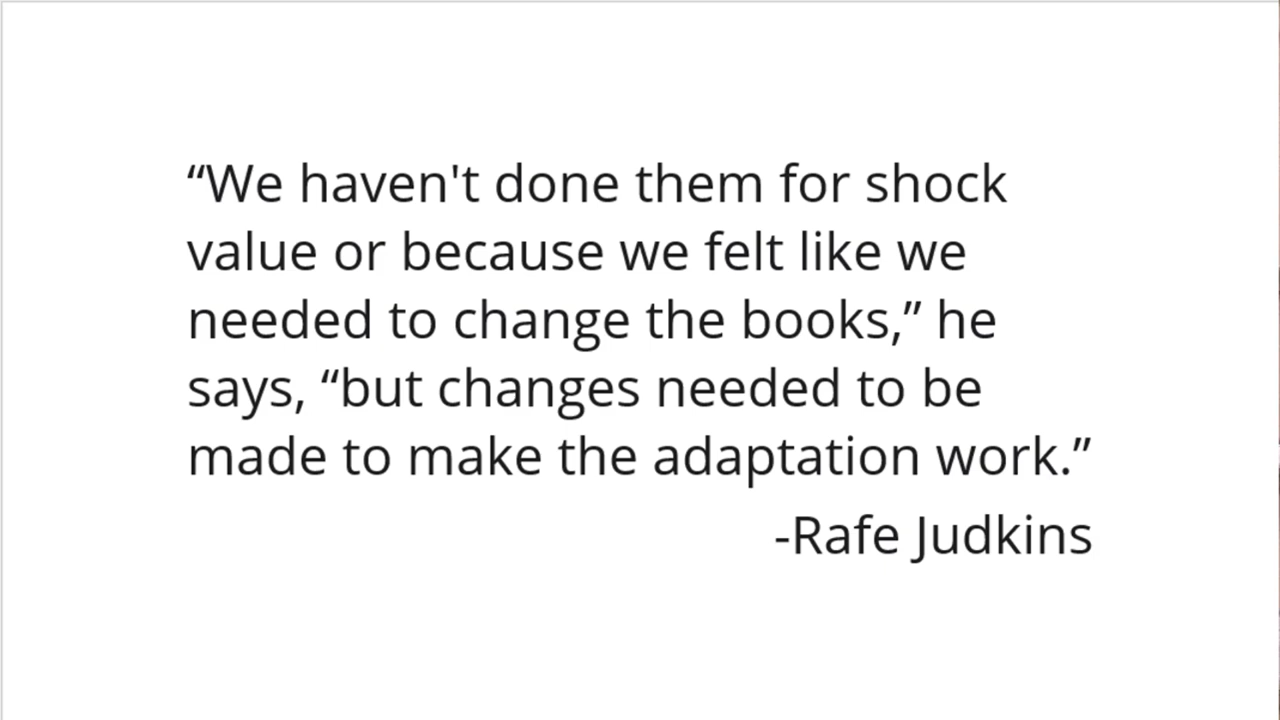 “We haven't done them for shock
value or because we felt like we
needed to change the books,” he
says, “but changes needed to be
made to make the adaptation work.”
-Rafe Judkins